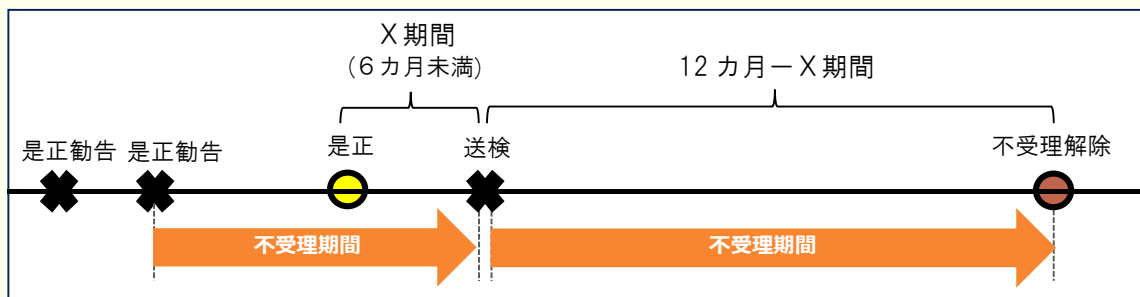 X期間
(6カ月未満)
12カ月－X期間
是正勧告
是正勧告
是正
送検
不受理解除
不受理期間
不受理期間